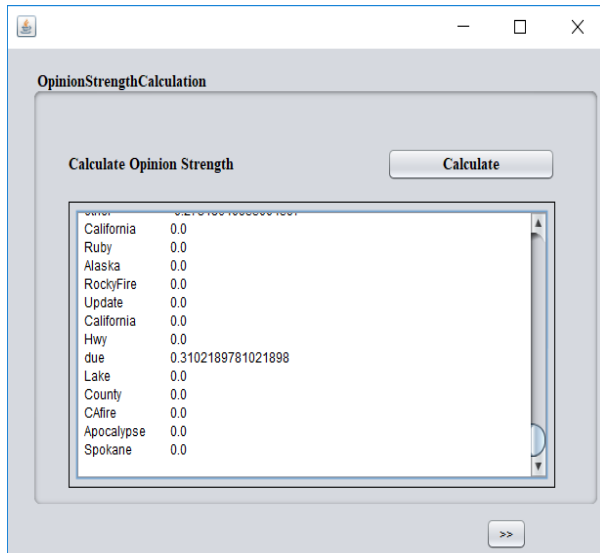 OpinionStrengthCalculation
Calculate Opinion Strength Calculate
California 0.0
Ruby 0.0
Alaska 0.0
RockyFire 0.0
Update 0.0
California 0.0
Hwy 0.0
due 0.3102189781021898
Lake 0.0
County 0.0
CAfire 0.0
Apocalypse 0.0
Spokane 0.0
>>